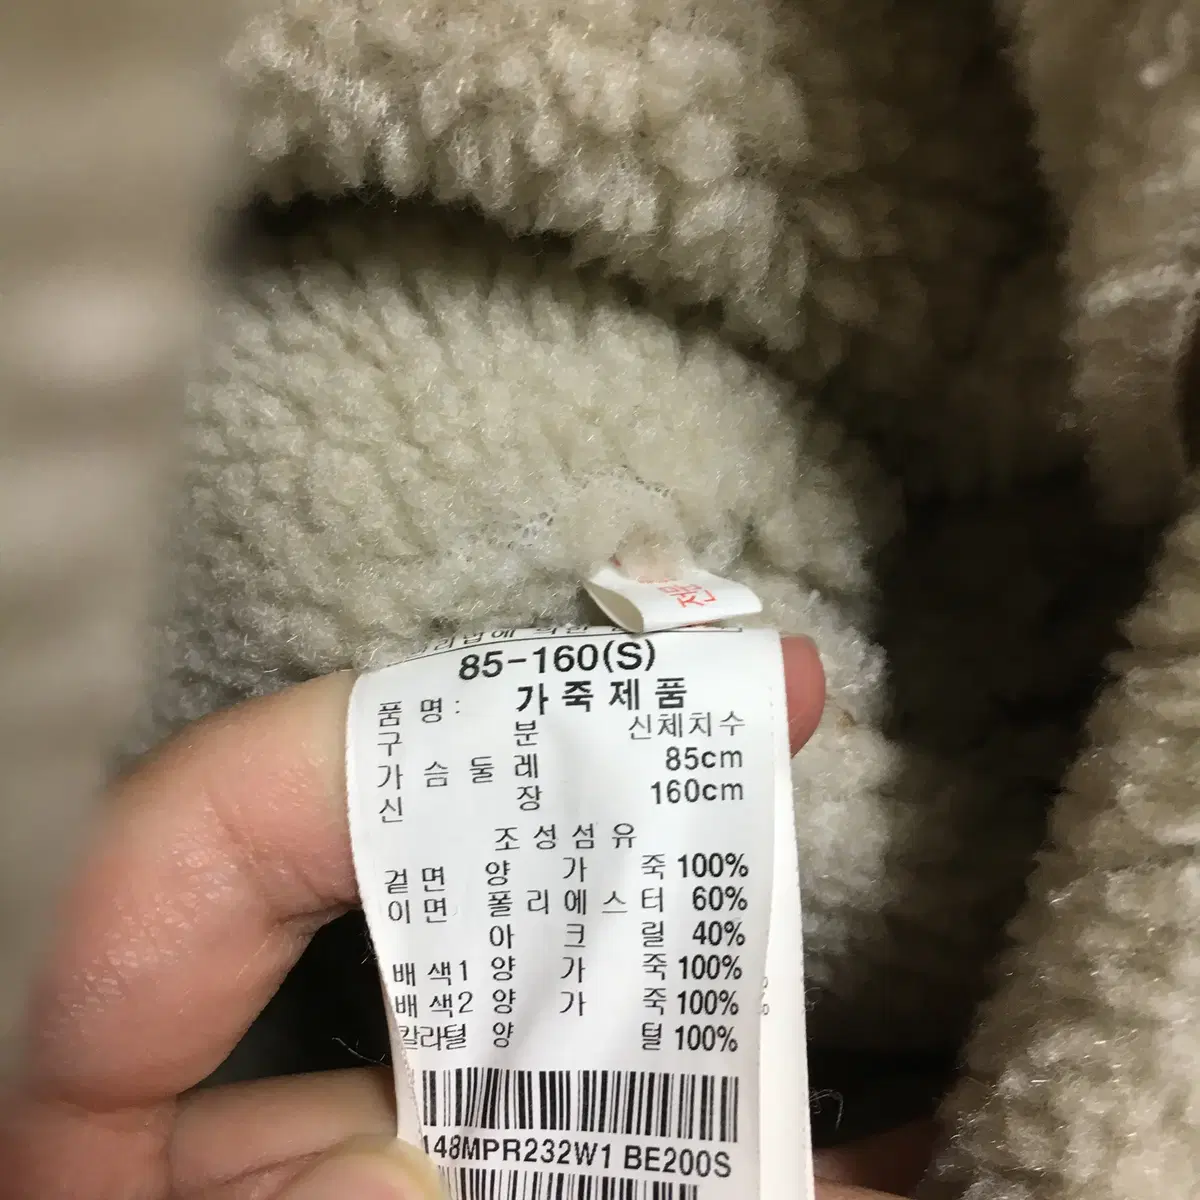 85-160(S)
품 명 : 가 죽 제 품
구 분 신체치수
가 슴 둘 레 85cm
신 장 160cm
조 성 섬 유
겉 면 양 가 죽 100%
이 면 폴 리 에 스 터 60%
아 크 릴 40%
배 색1 양 가 죽 100%
배 색2 양 가 죽 100%
칼라털 양 털 100%
148MPR232W1 BE200S